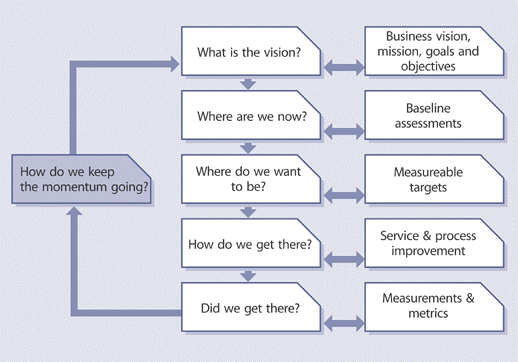 What is the vision?
Business vision,
mission, goals and
objectives
Where are we now?
Baseline
assessments
How do we keep
the momentum going?
Where do we want
to be?
Measureable
targets
How do we get there?
Service & process
improvement
Did we get there?
Measurements &
metrics